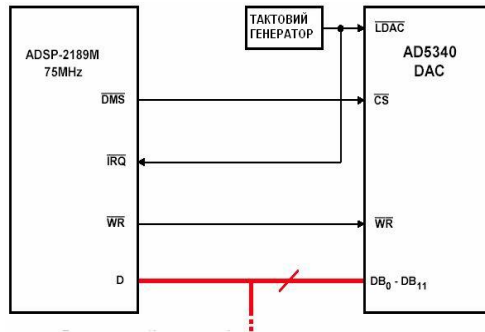 ТАКТОВИЙ
ГЕНЕРАТОР
LDAC
ADSP-2189M
75MHz
AD5340
DAC
DMS
CS
IRQ
WR
WR
D
DB0 - DB11